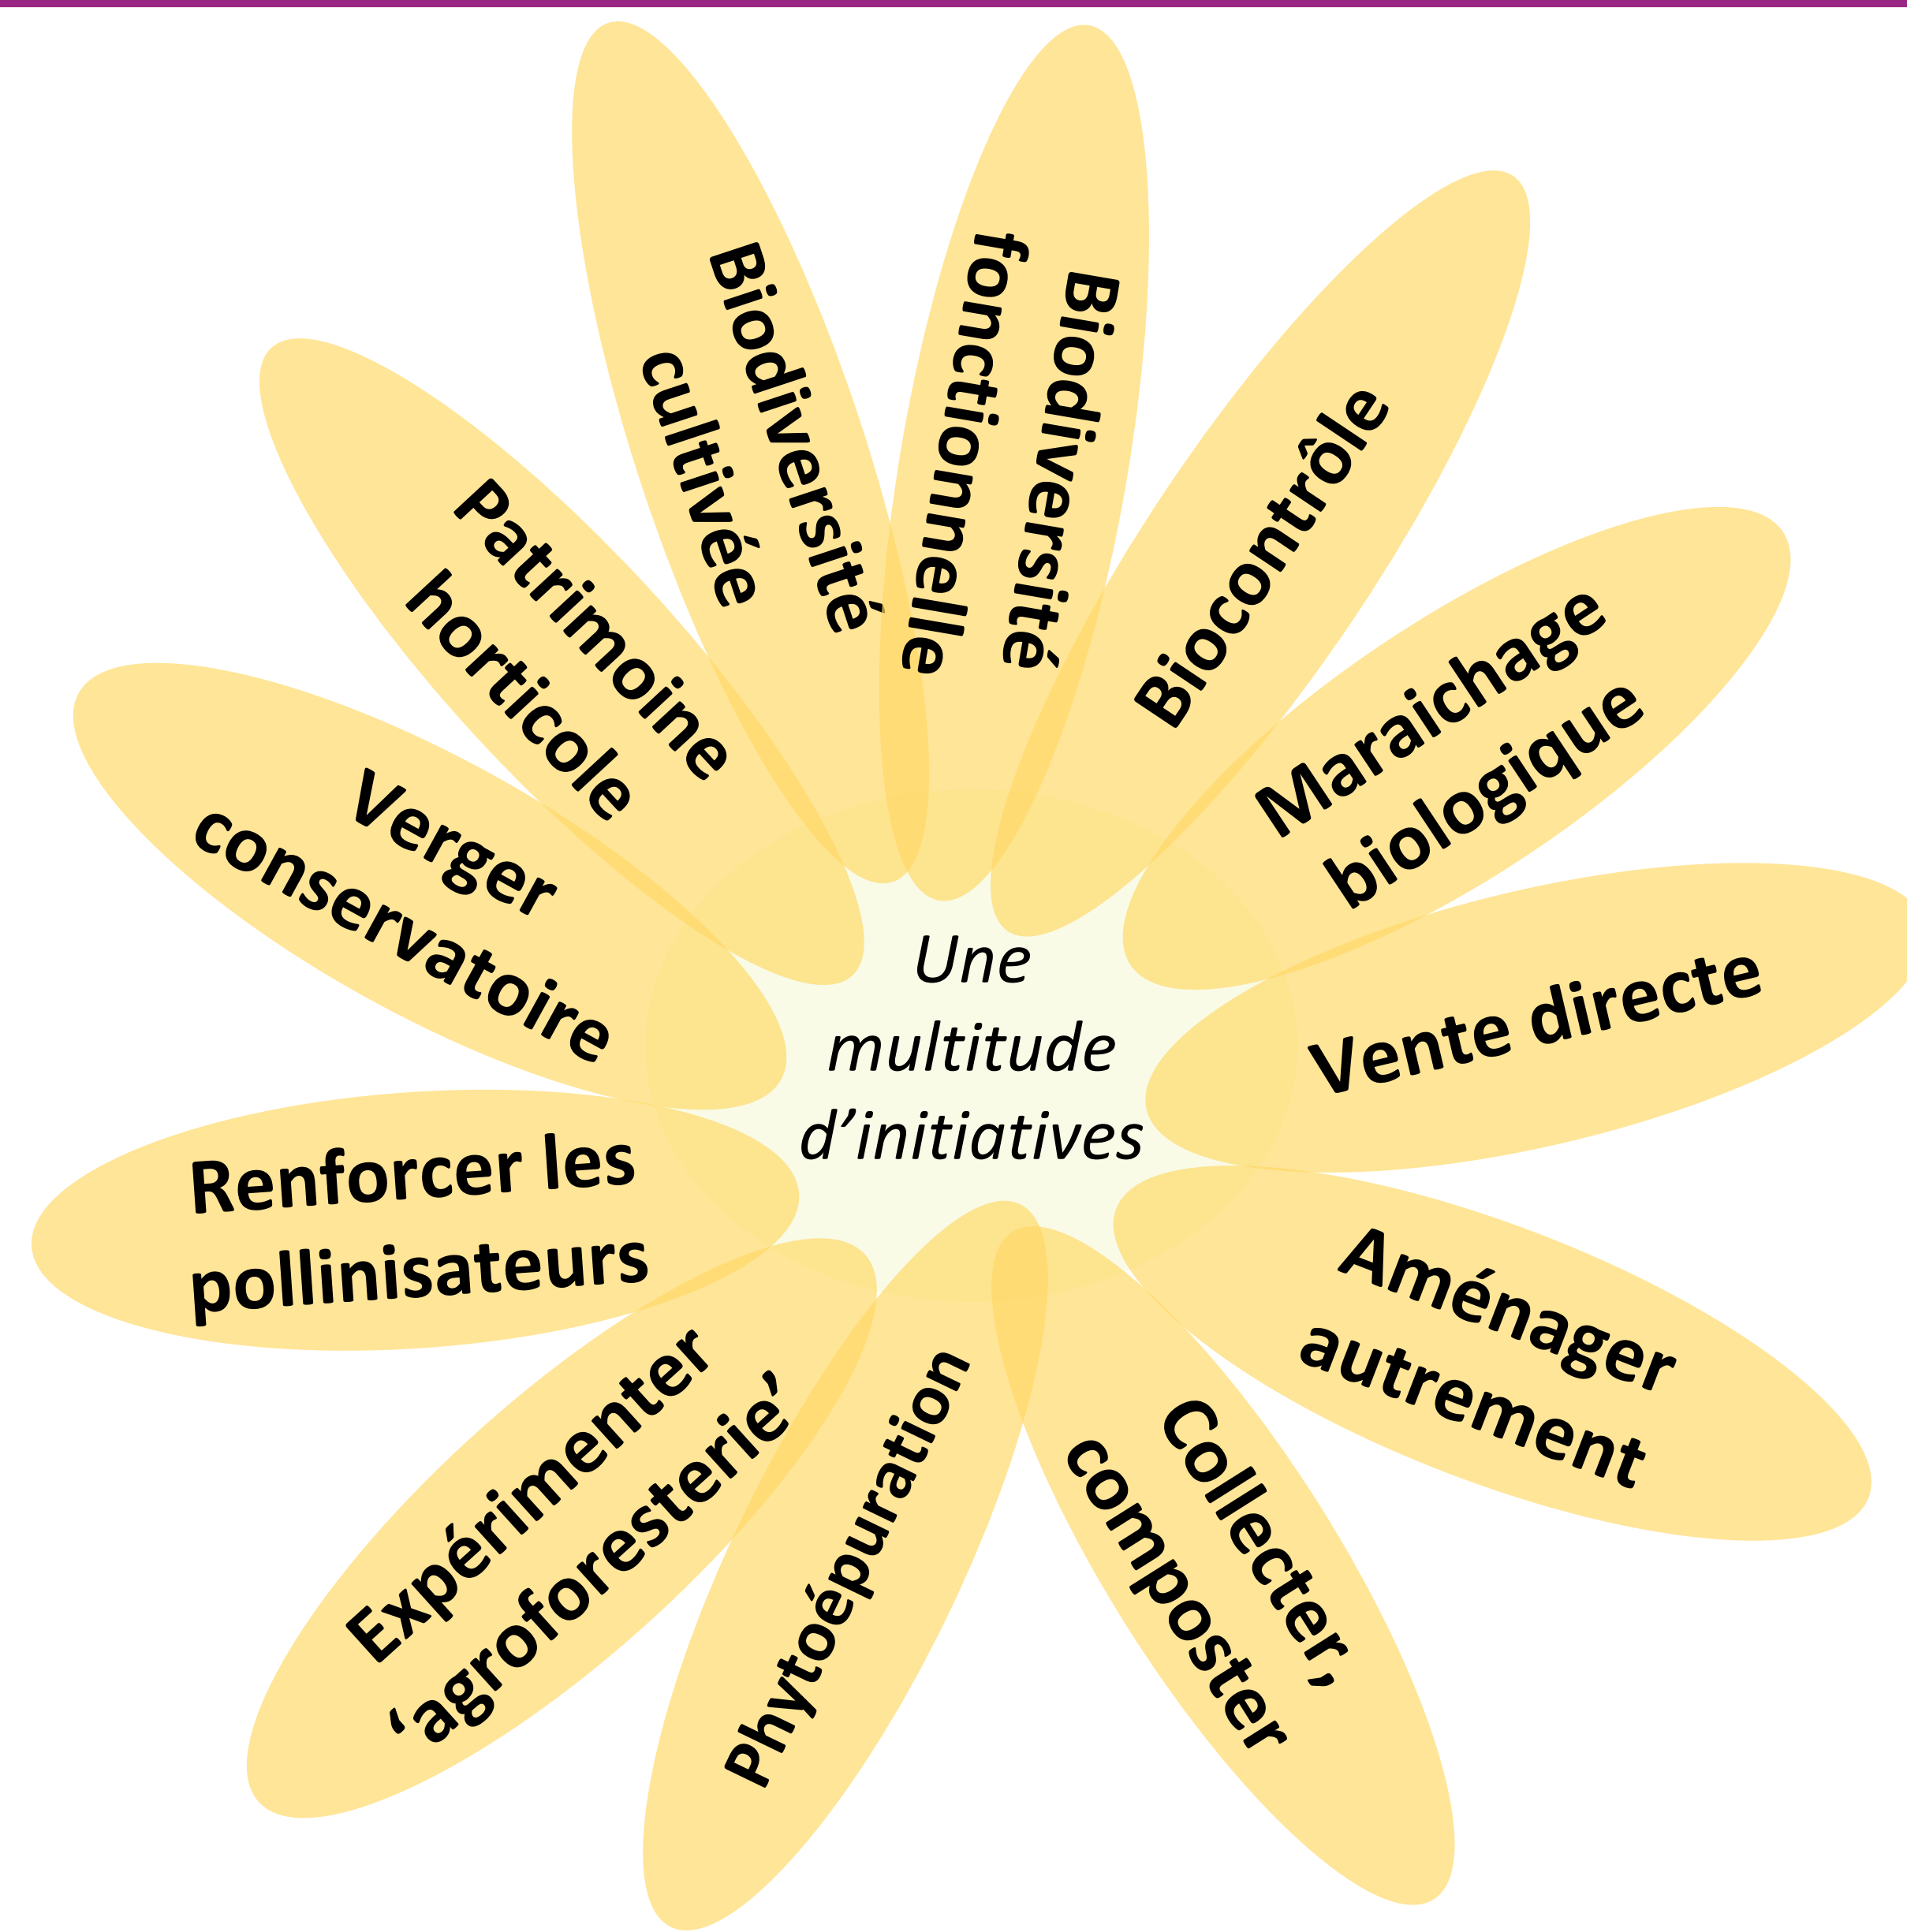 Une
multitude
d’initiatives
Biodiversité
fonctionnelle
Biocontrôle
Maraichage
biologique
Vente directe
Aménager
autrement
Collecter,
composter
Phytoépuration
Expérimenter
‘agroforesterie’
Renforcer les
pollinisateurs
Verger
conservatoire
Patrimoine
horticole
Biodiversité
cultivée